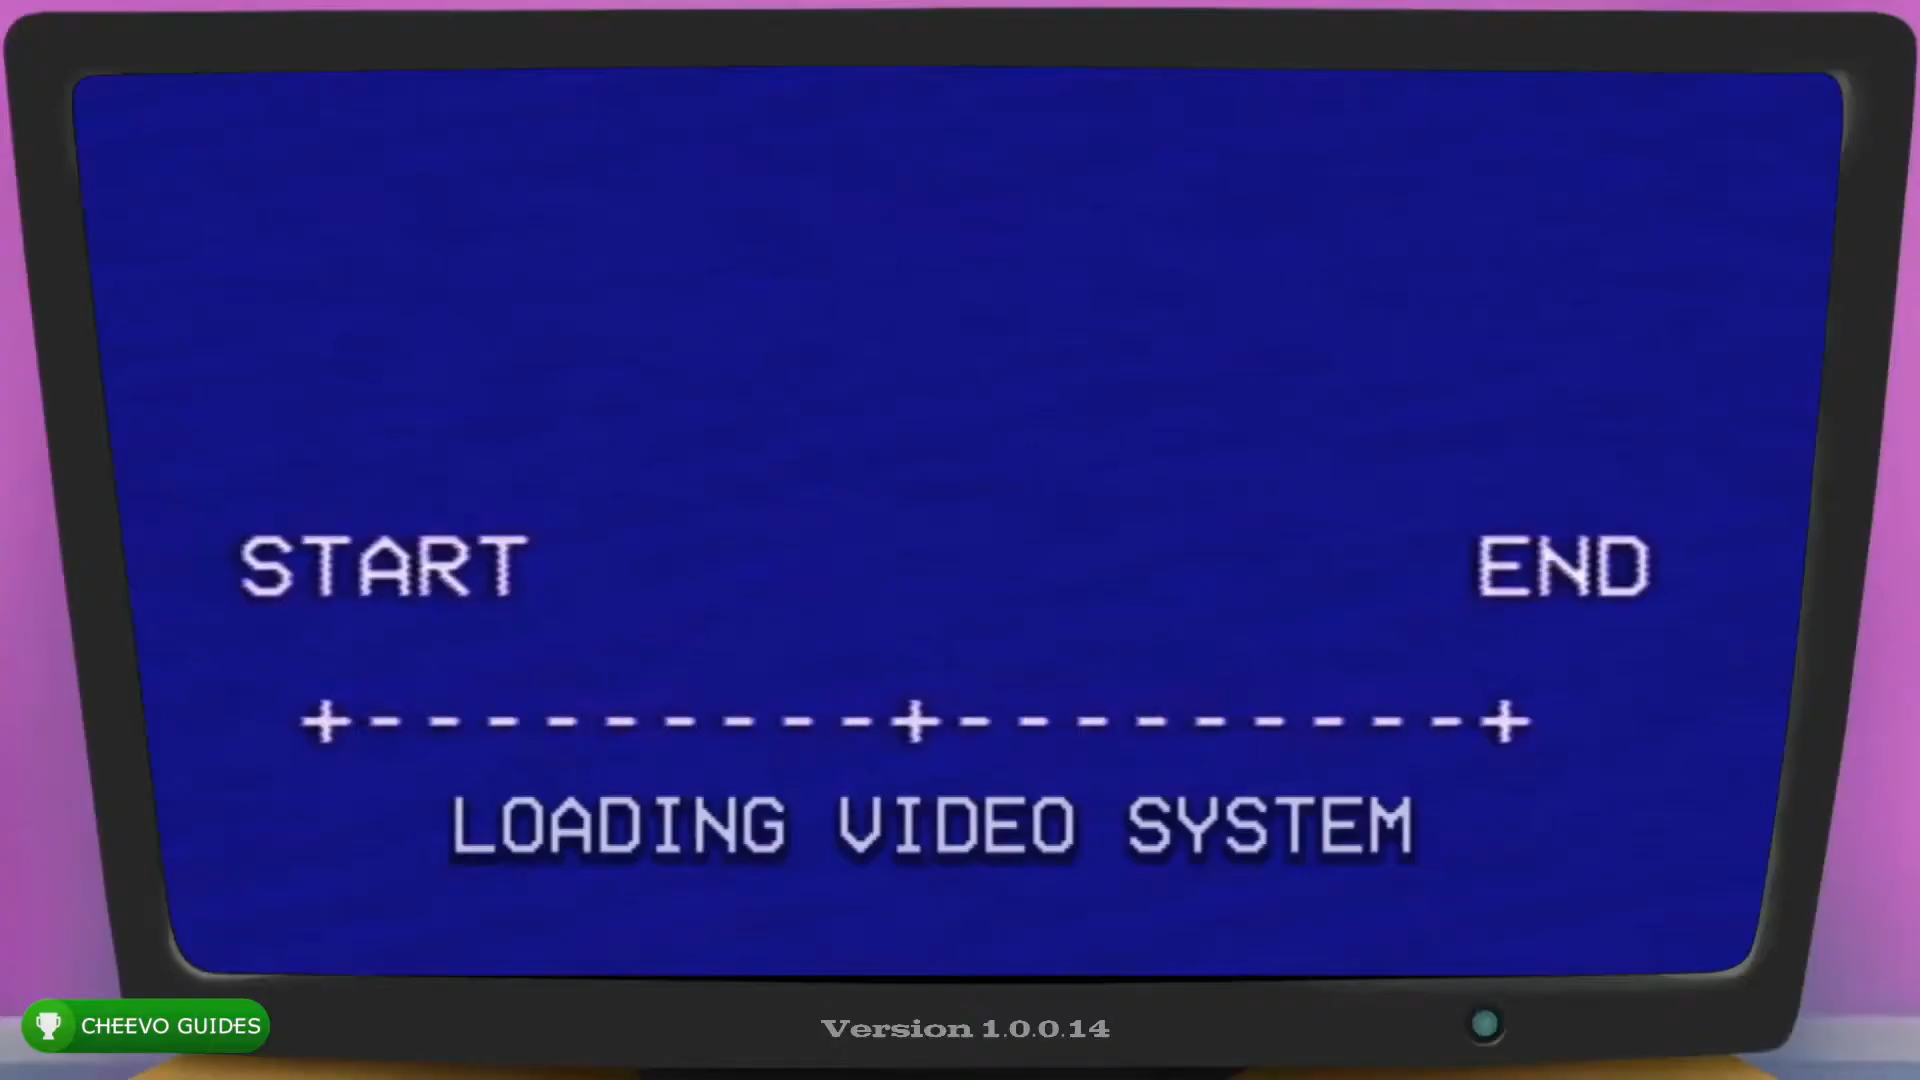 START END
+---------+---------+
LOADING VIDEO SYSTEM
Version 1.0.0.14
CHEEVO GUIDES